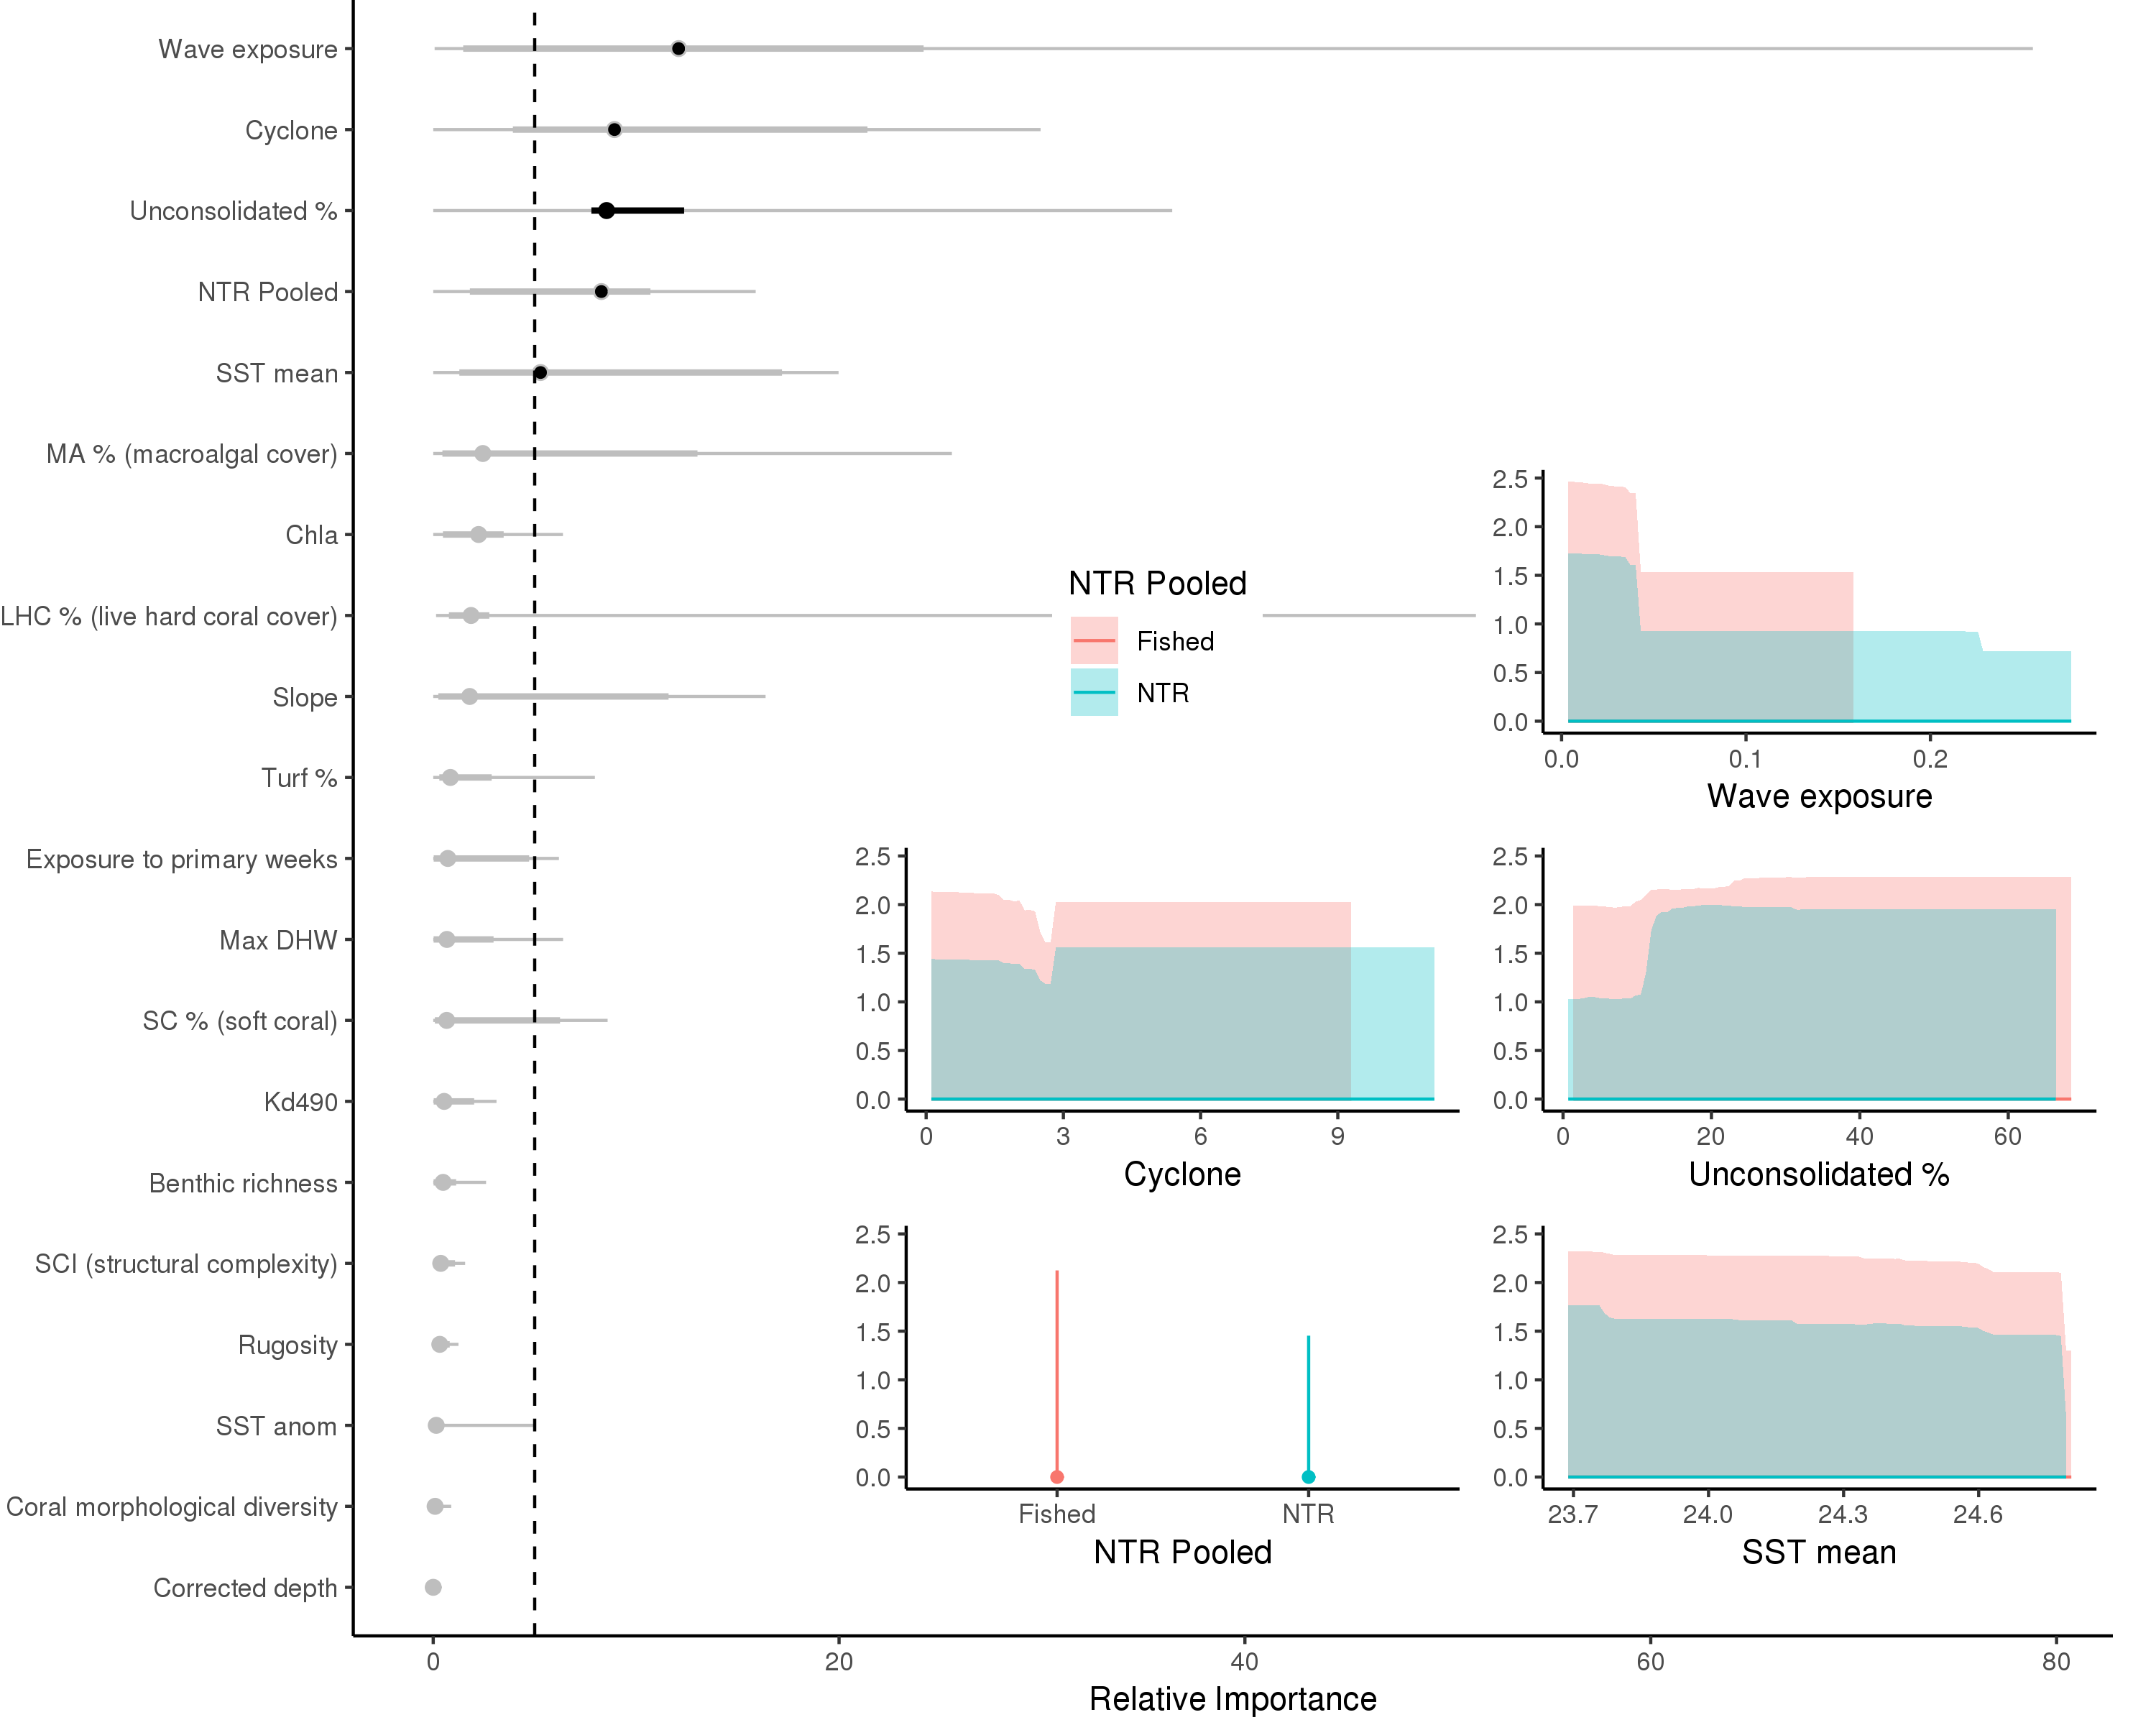 Wave exposure
Cyclone
Unconsolidated %
NTR Pooled
SST mean
MA % (macroalgal cover)
Chla
LHC % (live hard coral cover)
Slope
Turf %
Exposure to primary weeks
Max DHW
SC % (soft coral)
Kd490
Benthic richness
SCI (structural complexity)
Rugosity
SST anom
Coral morphological diversity
Corrected depth
0 20 40 60 80
Relative Importance
NTR Pooled
Fished
NTR
2.5
2.0
1.5
1.0
0.5
0.0
0.0 0.1 0.2
Wave exposure
2.5
2.0
1.5
1.0
0.5
0.0
0 3 6 9
Cyclone
2.5
2.0
1.5
1.0
0.5
0.0
0 20 40 60
Unconsolidated %
2.5
2.0
1.5
1.0
0.5
0.0
Fished NTR
NTR Pooled
2.5
2.0
1.5
1.0
0.5
0.0
23.7 24.0 24.3 24.6
SST mean